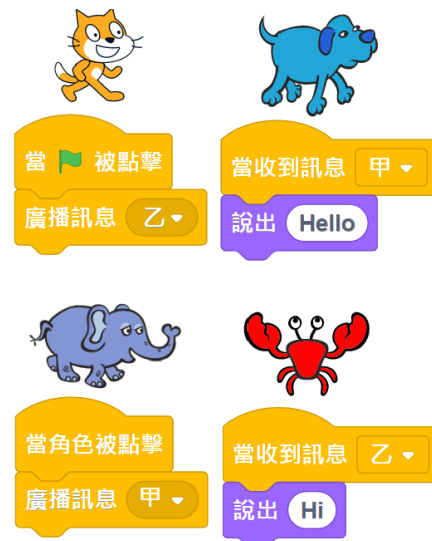 當 被點擊
廣播訊息 乙
當收到訊息 甲
說出 Hello
當角色被點擊
廣播訊息 甲
當收到訊息 乙
說出 Hi